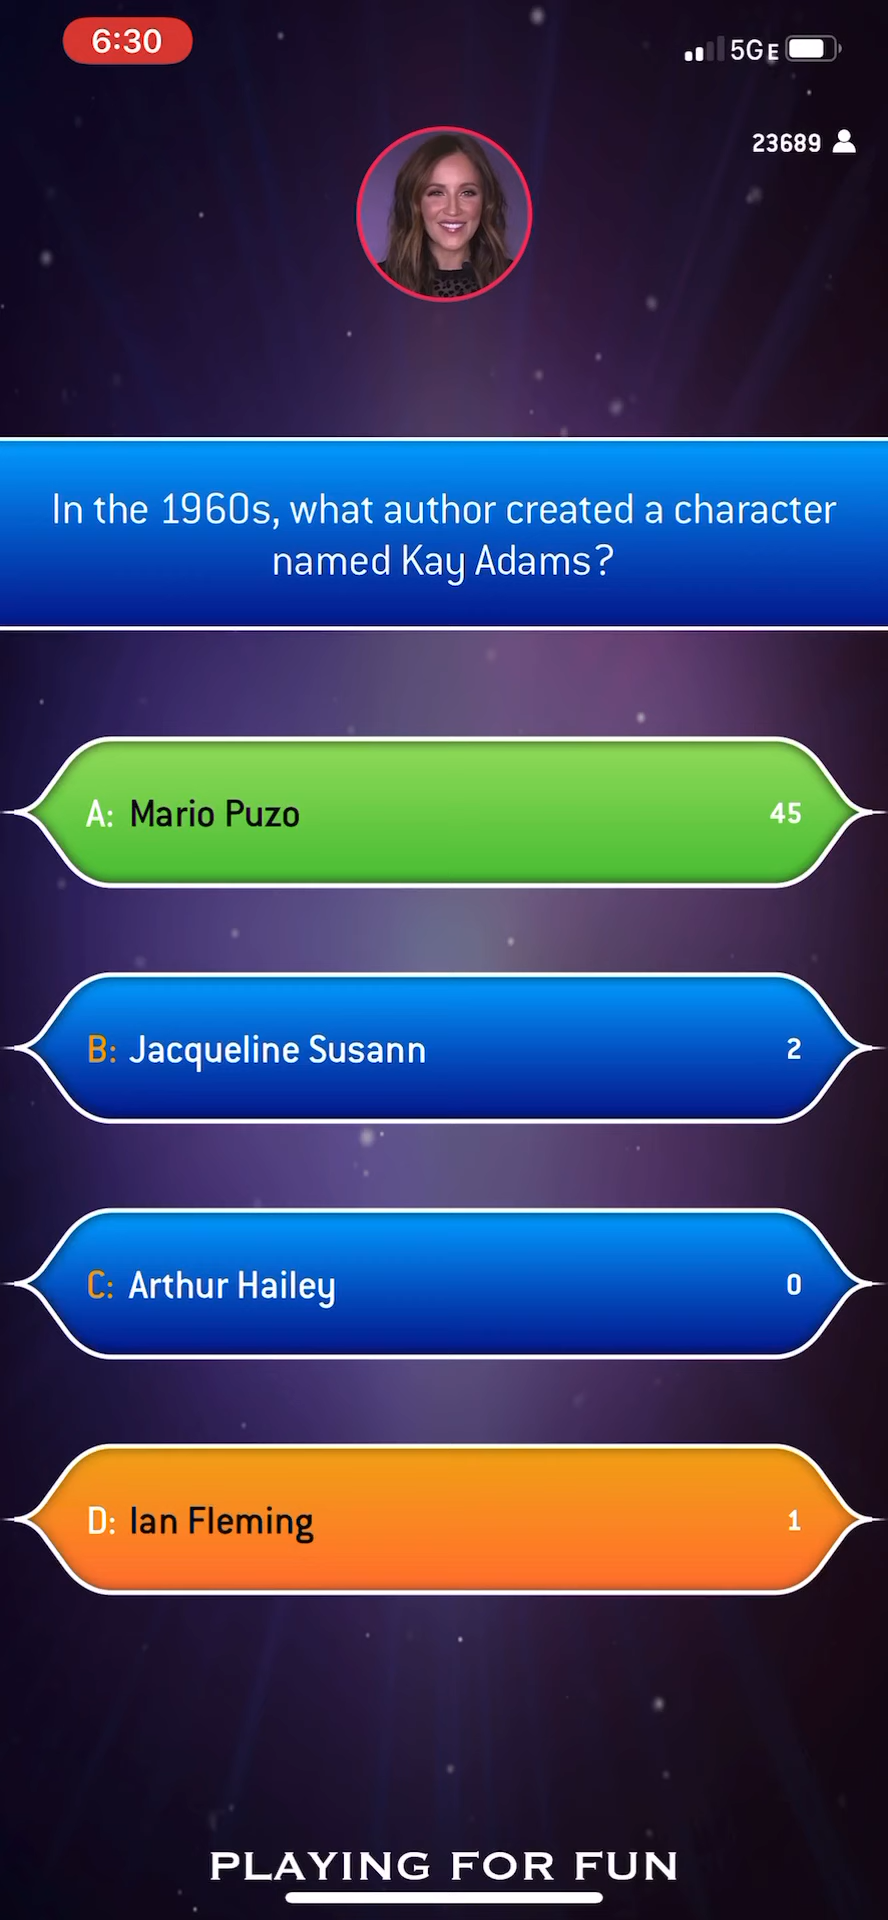 6:30
5GE
23689
In the 1960s, what author created a character
named Kay Adams?
A: Mario Puzo 45
B: Jacqueline Susann 2
C: Arthur Hailey 0
D: Ian Fleming 1
PLAYING FOR FUN